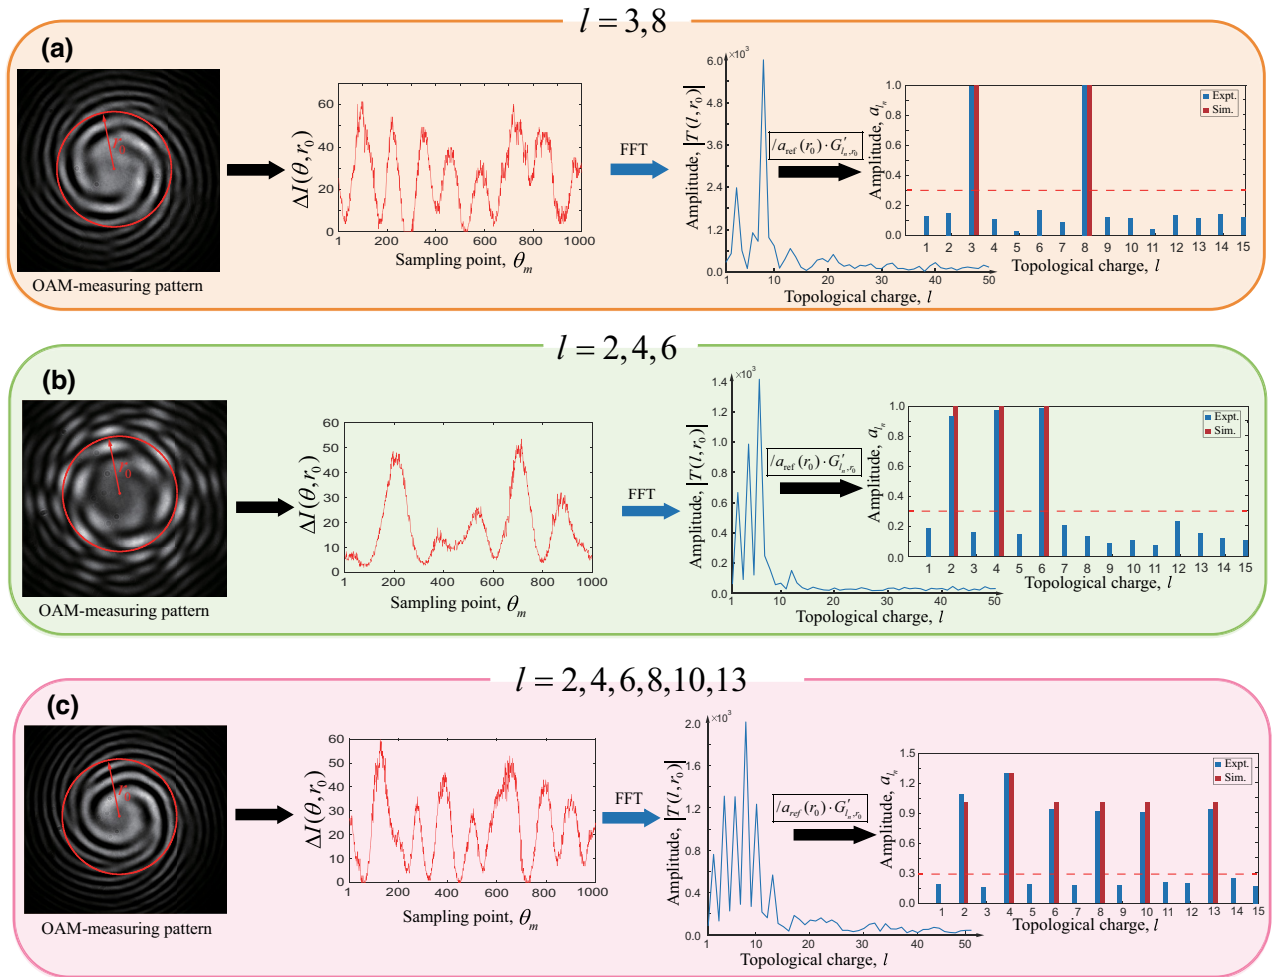 l = 3,8
(a)
r₀
OAM-measuring pattern
ΔI(θ,r₀)
60
40
20
0
1 200 400 600 800 1000
Sampling point, θₘ
FFT
×10³
Amplitude, |T(l,r₀)|
6.0
4.8
3.6
2.4
1.2
0.0
1 10 20 30 40 50
Topological charge, l
/a_ref(r₀)·G′_{lₙ,r₀}
Amplitude, a_{lₙ}
1.0
0.8
0.6
0.4
0.2
0.0
Expt.
Sim.
1 2 3 4 5 6 7 8 9 10 11 12 13 14 15
Topological charge, l
l = 2,4,6
(b)
r₀
OAM-measuring pattern
ΔI(θ,r₀)
60
50
40
30
20
10
0
1 200 400 600 800 1000
Sampling point, θₘ
FFT
×10³
Amplitude, |T(l,r₀)|
1.4
1.2
1.0
0.8
0.6
0.4
0.2
0.0
1 10 20 30 40 50
Topological charge, l
/a_ref(r₀)·G′_{lₙ,r₀}
Amplitude, a_{lₙ}
1.0
0.8
0.6
0.4
0.2
0.0
Expt.
Sim.
1 2 3 4 5 6 7 8 9 10 11 12 13 14 15
Topological charge, l
l = 2,4,6,8,10,13
(c)
r₀
OAM-measuring pattern
ΔI(θ,r₀)
60
50
40
30
20
10
0
1 200 400 600 800 1000
Sampling point, θₘ
FFT
×10³
Amplitude, |T(l,r₀)|
2.0
1.6
1.2
0.8
0.4
0.0
1 10 20 30 40 50
Topological charge, l
/a_ref(r₀)·G′_{lₙ,r₀}
Amplitude, a_{lₙ}
1.5
1.2
0.9
0.6
0.3
0.0
Expt.
Sim.
1 2 3 4 5 6 7 8 9 10 11 12 13 14 15
Topological charge, l